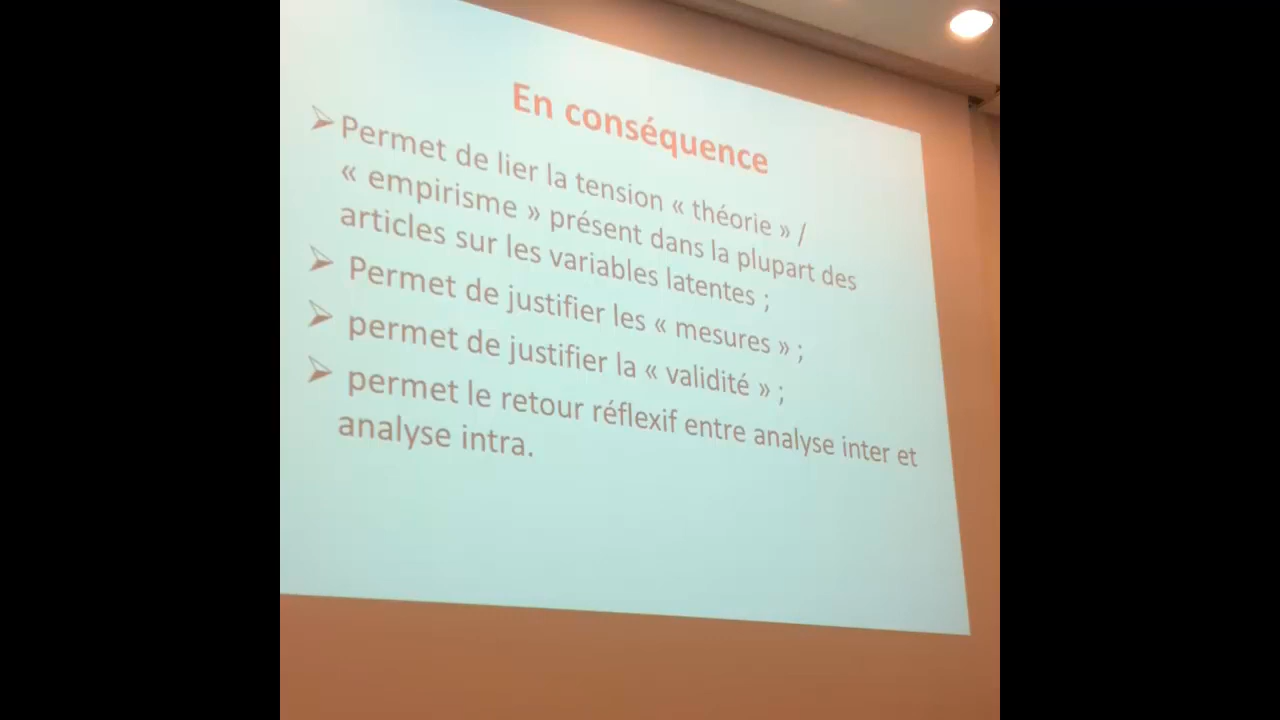 En conséquence
Permet de lier la tension « théorie » /
« empirisme » présent dans la plupart des
articles sur les variables latentes ;
Permet de justifier les « mesures » ;
permet de justifier la « validité » ;
permet le retour réflexif entre analyse inter et
analyse intra.